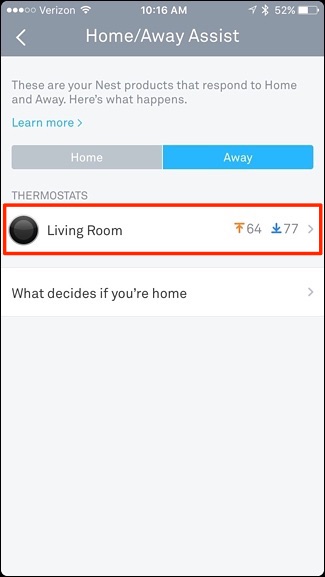 Verizon 10:16 AM 52%
Home/Away Assist
These are your Nest products that respond to Home
and Away. Here's what happens.
Learn more >
Home Away
THERMOSTATS
Living Room 64 77
What decides if you're home